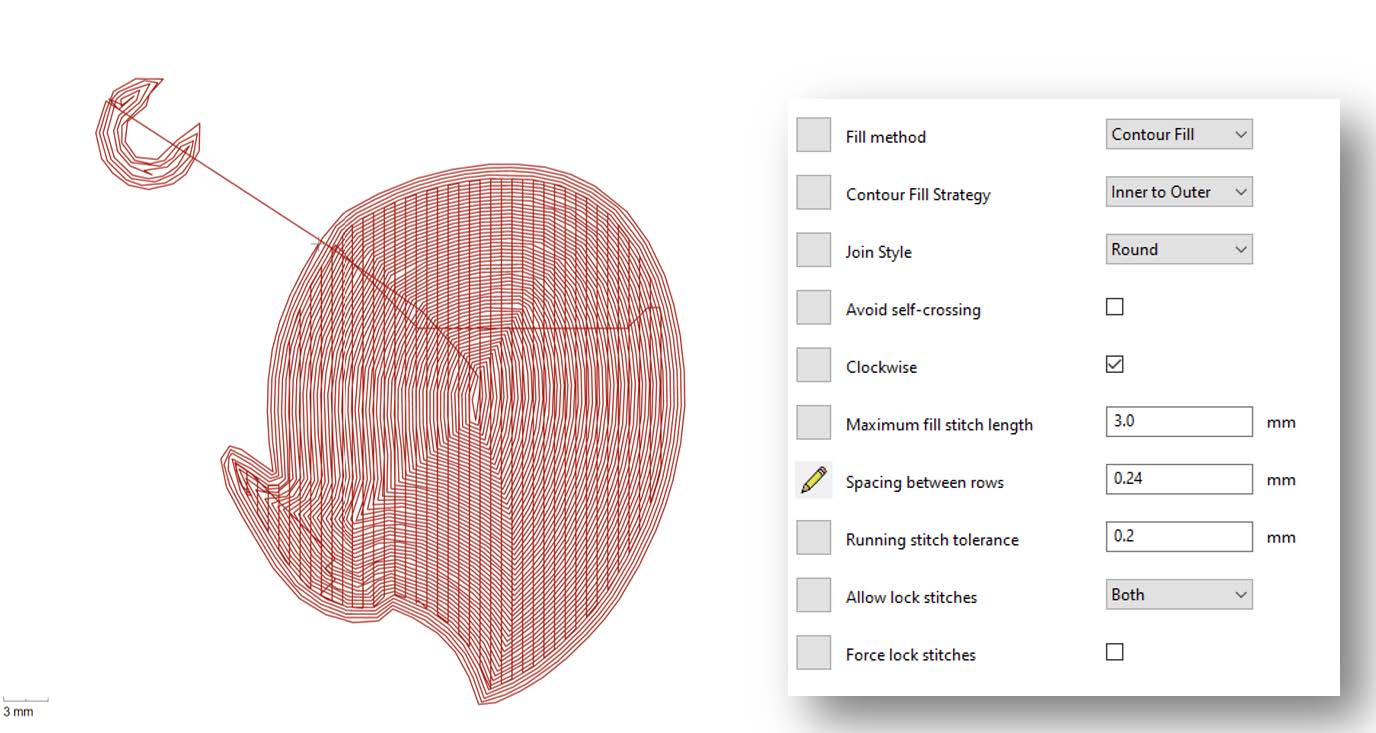 Fill method Contour Fill
Contour Fill Strategy Inner to Outer
Join Style Round
Avoid self-crossing
Clockwise
Maximum fill stitch length 3.0 mm
Spacing between rows 0.24 mm
Running stitch tolerance 0.2 mm
Allow lock stitches Both
Force lock stitches
3 mm